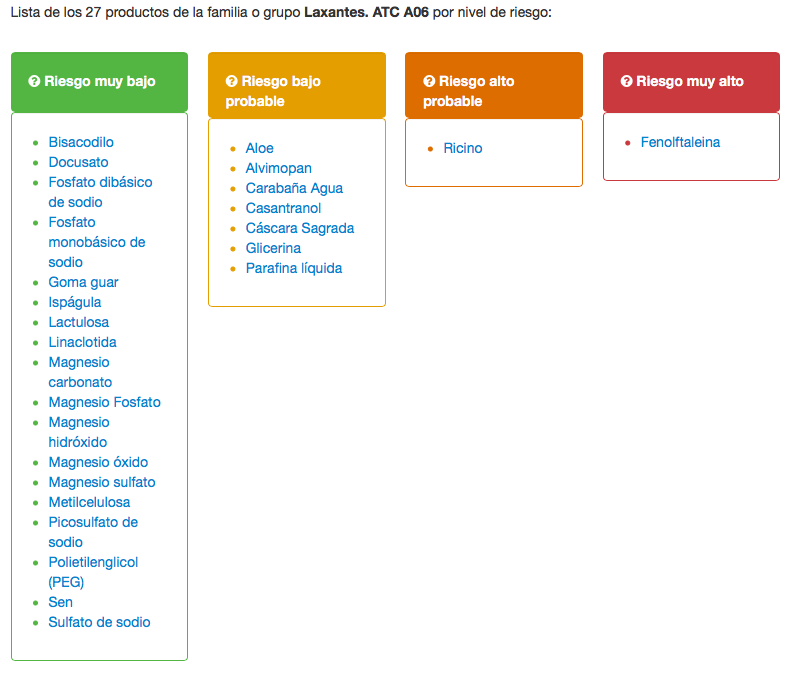 Lista de los 27 productos de la familia o grupo Laxantes. ATC A06 por nivel de riesgo:
Riesgo muy bajo
Bisacodilo
Docusato
Fosfato dibásico
de sodio
Fosfato
monobásico de
sodio
Goma guar
Ispágula
Lactulosa
Linaclotida
Magnesio
carbonato
Magnesio Fosfato
Magnesio
hidróxido
Magnesio óxido
Magnesio sulfato
Metilcelulosa
Picosulfato de
sodio
Polietilenglicol
(PEG)
Sen
Sulfato de sodio
Riesgo bajo
probable
Aloe
Alvimopan
Carabaña Agua
Casantranol
Cáscara Sagrada
Glicerina
Parafina líquida
Riesgo alto
probable
Ricino
Riesgo muy alto
Fenolftaleina